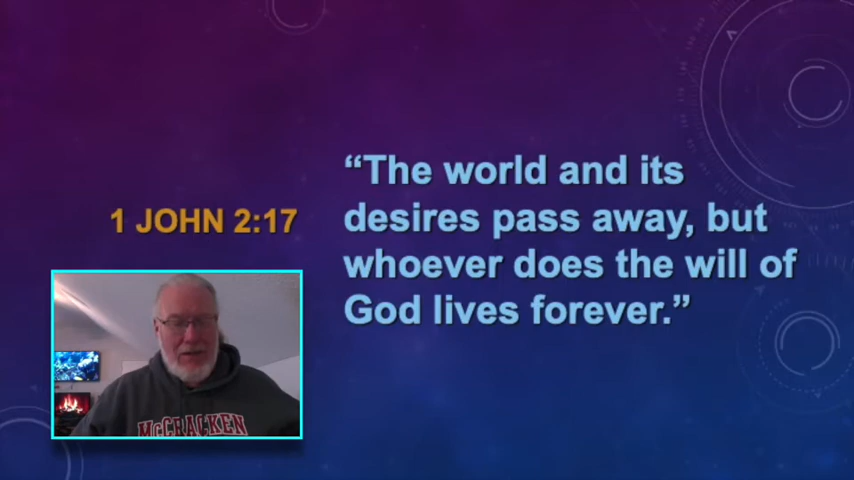 1 JOHN 2:17
“The world and its
desires pass away, but
whoever does the will of
God lives forever.”
McCRACKEN